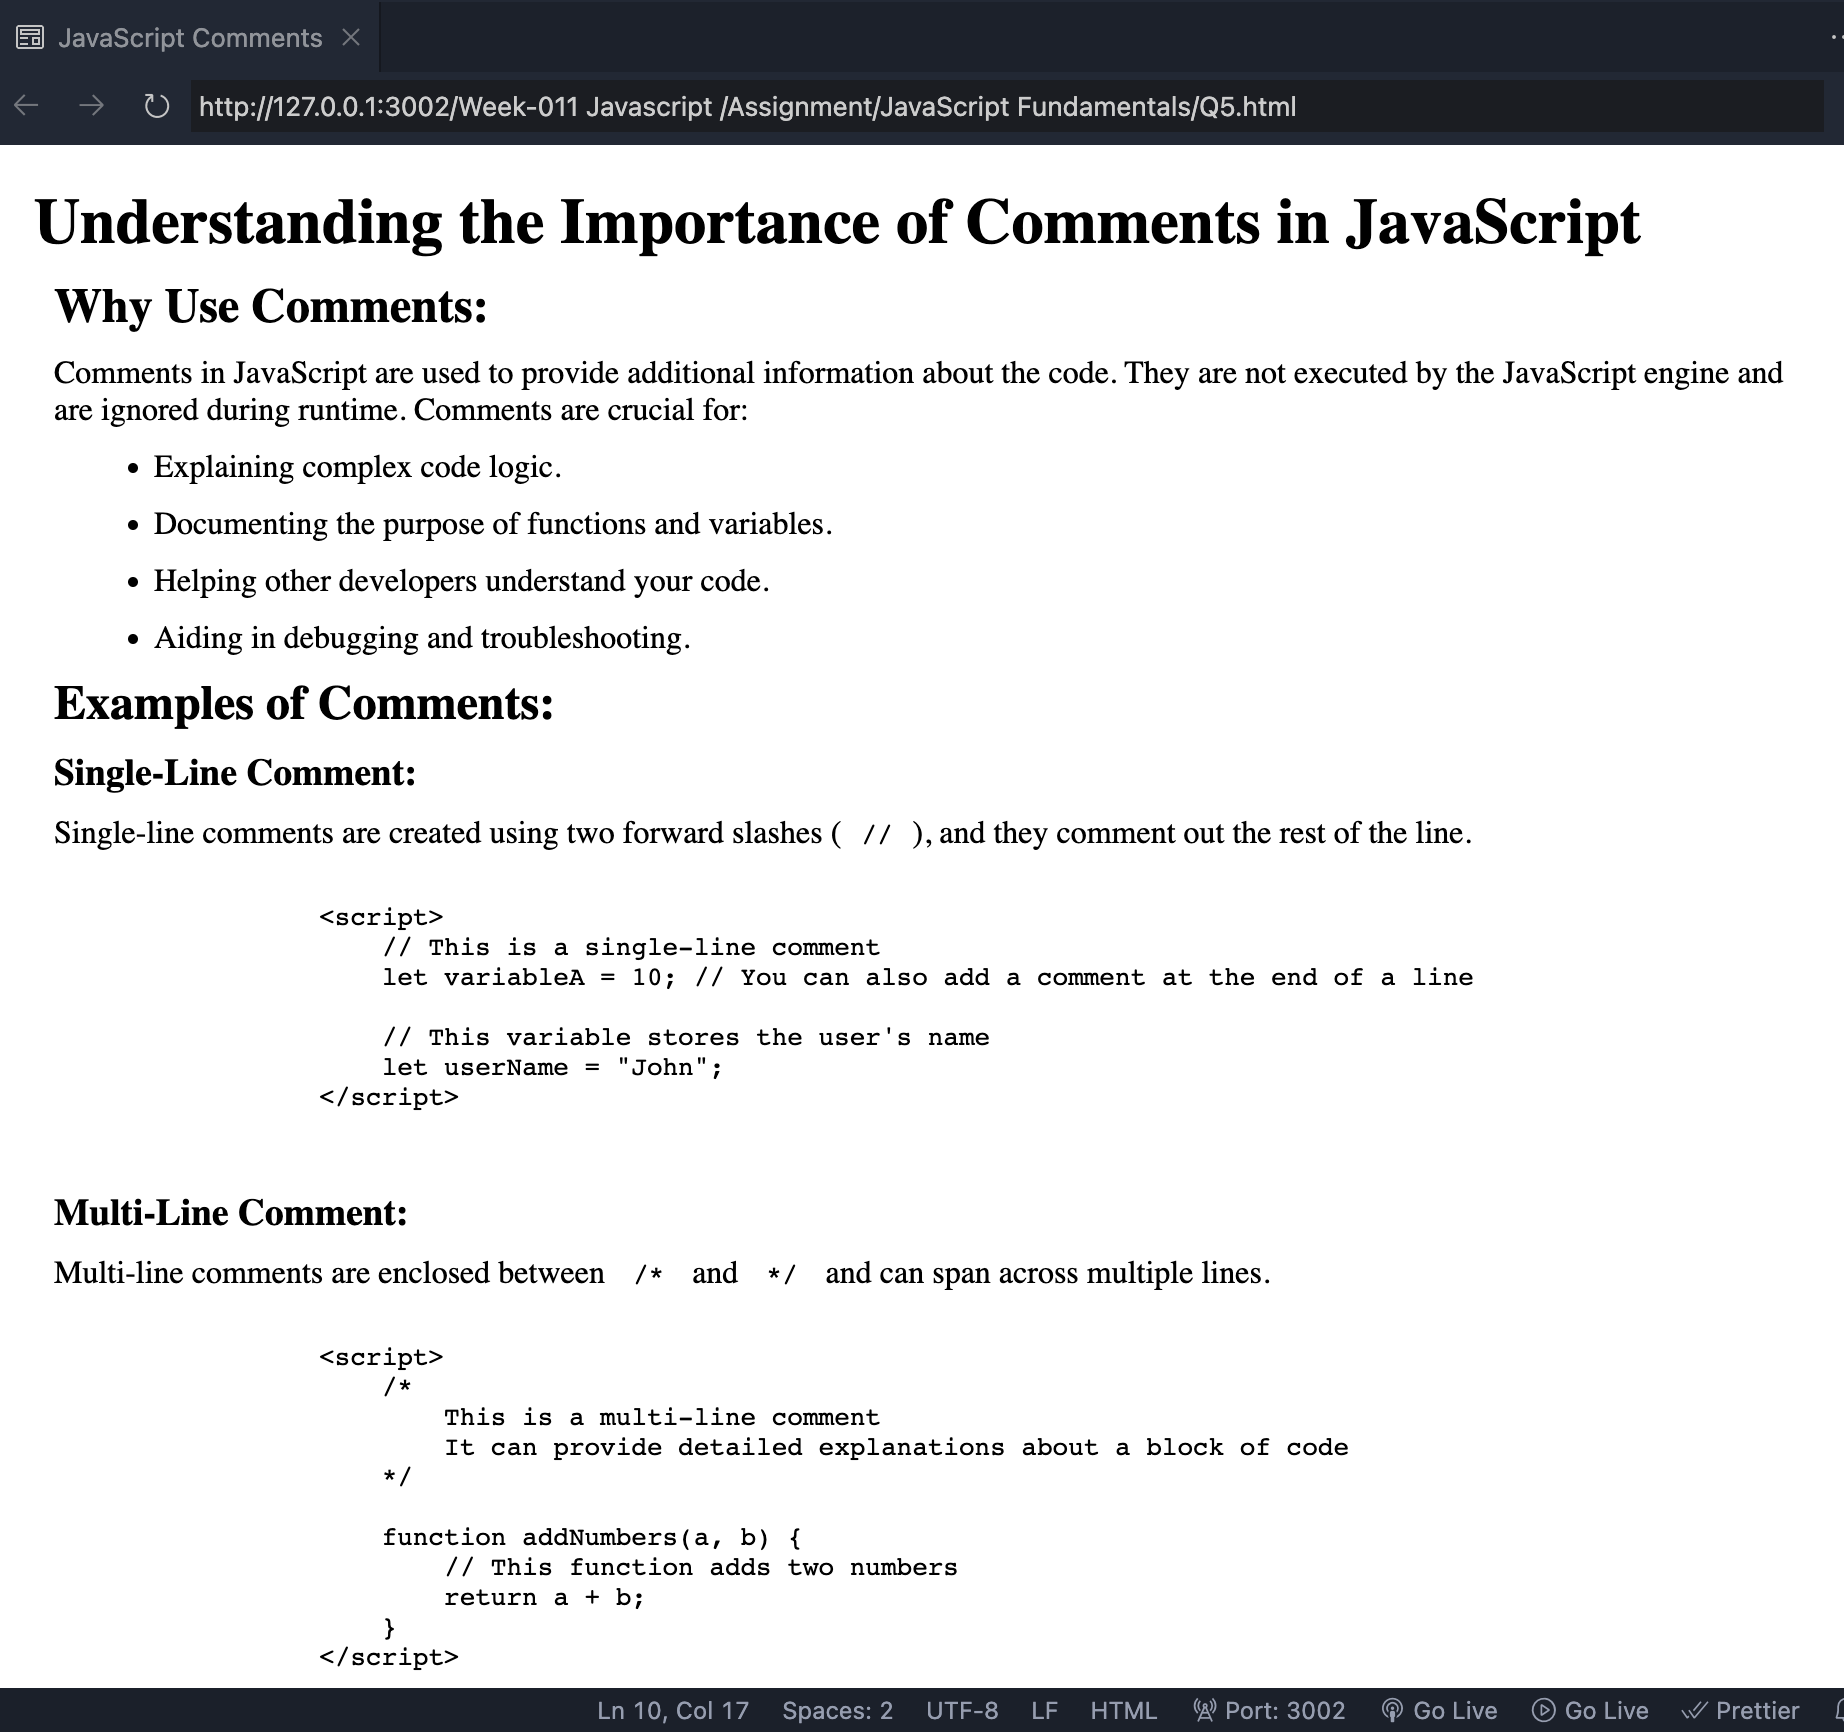 JavaScript Comments
http://127.0.0.1:3002/Week-011 Javascript /Assignment/JavaScript Fundamentals/Q5.html
Understanding the Importance of Comments in JavaScript
Why Use Comments:
Comments in JavaScript are used to provide additional information about the code. They are not executed by the JavaScript engine and
are ignored during runtime. Comments are crucial for:
• Explaining complex code logic.
• Documenting the purpose of functions and variables.
• Helping other developers understand your code.
• Aiding in debugging and troubleshooting.
Examples of Comments:
Single-Line Comment:
Single-line comments are created using two forward slashes ( // ), and they comment out the rest of the line.
<script>
    // This is a single-line comment
    let variableA = 10; // You can also add a comment at the end of a line
    // This variable stores the user's name
    let userName = "John";
</script>
Multi-Line Comment:
Multi-line comments are enclosed between /* and */ and can span across multiple lines.
<script>
    /*
        This is a multi-line comment
        It can provide detailed explanations about a block of code
    */
    function addNumbers(a, b) {
        // This function adds two numbers
        return a + b;
    }
</script>
Ln 10, Col 17 Spaces: 2 UTF-8 LF HTML Port: 3002 Go Live Go Live Prettier